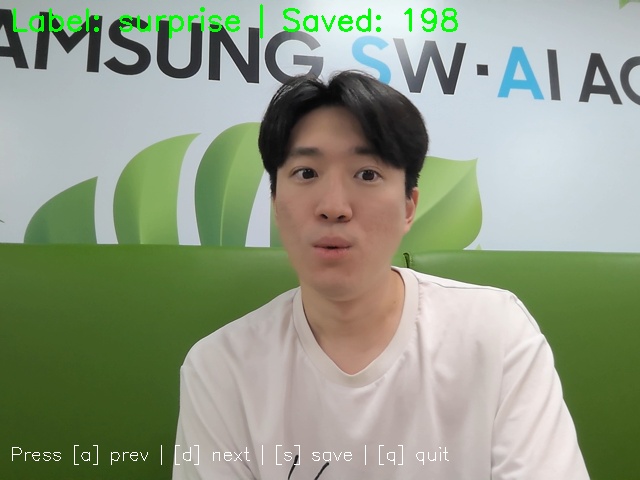 Label: surprise | Saved: 198
AMSUNG SW·AI AC
Press [a] prev | [d] next | [s] save | [q] quit